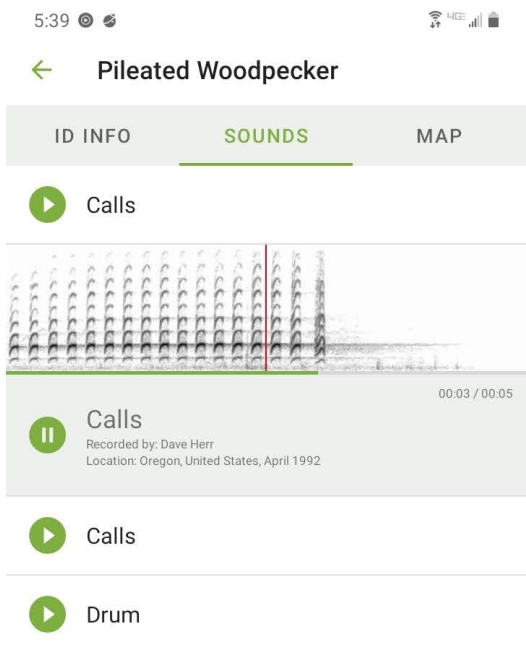 5:39
4GE
Pileated Woodpecker
ID INFO SOUNDS MAP
Calls
00:03 / 00:05
Calls
Recorded by: Dave Herr
Location: Oregon, United States, April 1992
Calls
Drum